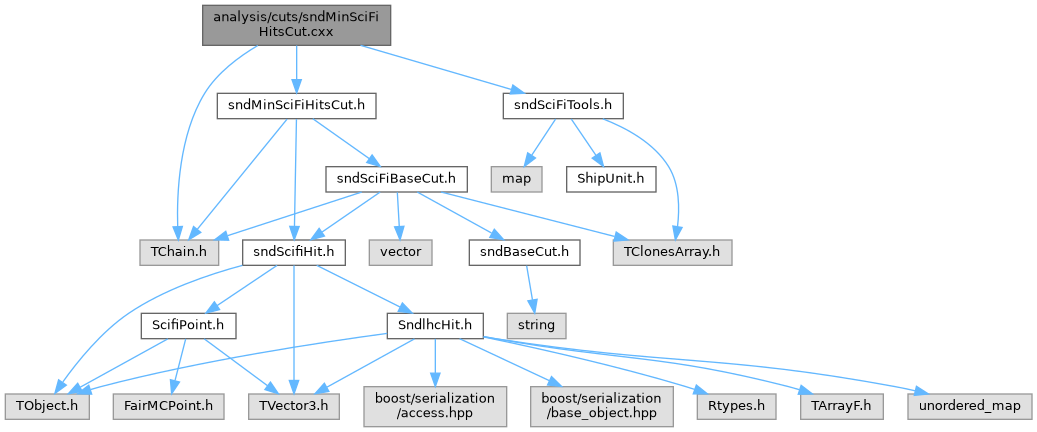 analysis/cuts/sndMinSciFi
HitsCut.cxx
sndMinSciFiHitsCut.h
sndSciFiTools.h
sndSciFiBaseCut.h
map
ShipUnit.h
TChain.h
sndScifiHit.h
vector
sndBaseCut.h
TClonesArray.h
ScifiPoint.h
SndlhcHit.h
string
TObject.h
FairMCPoint.h
TVector3.h
boost/serialization
/access.hpp
boost/serialization
/base_object.hpp
Rtypes.h
TArrayF.h
unordered_map